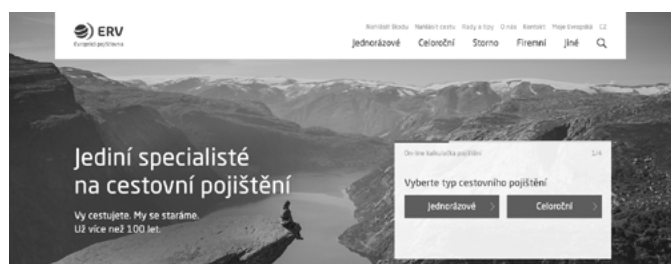 ERV
Evropská pojišťovna
Nahlásit škodu Nahlásit cestu Rady a tipy O nás Kontakt Moje Evropská CZ
Jednorázové Celoroční Storno Firemní Jiné
Jediní specialisté
na cestovní pojištění
Vy cestujete. My se staráme.
Už více než 100 let.
On-line kalkulačka pojištění 1/4
Vyberte typ cestovního pojištění
Jednorázové Celoroční